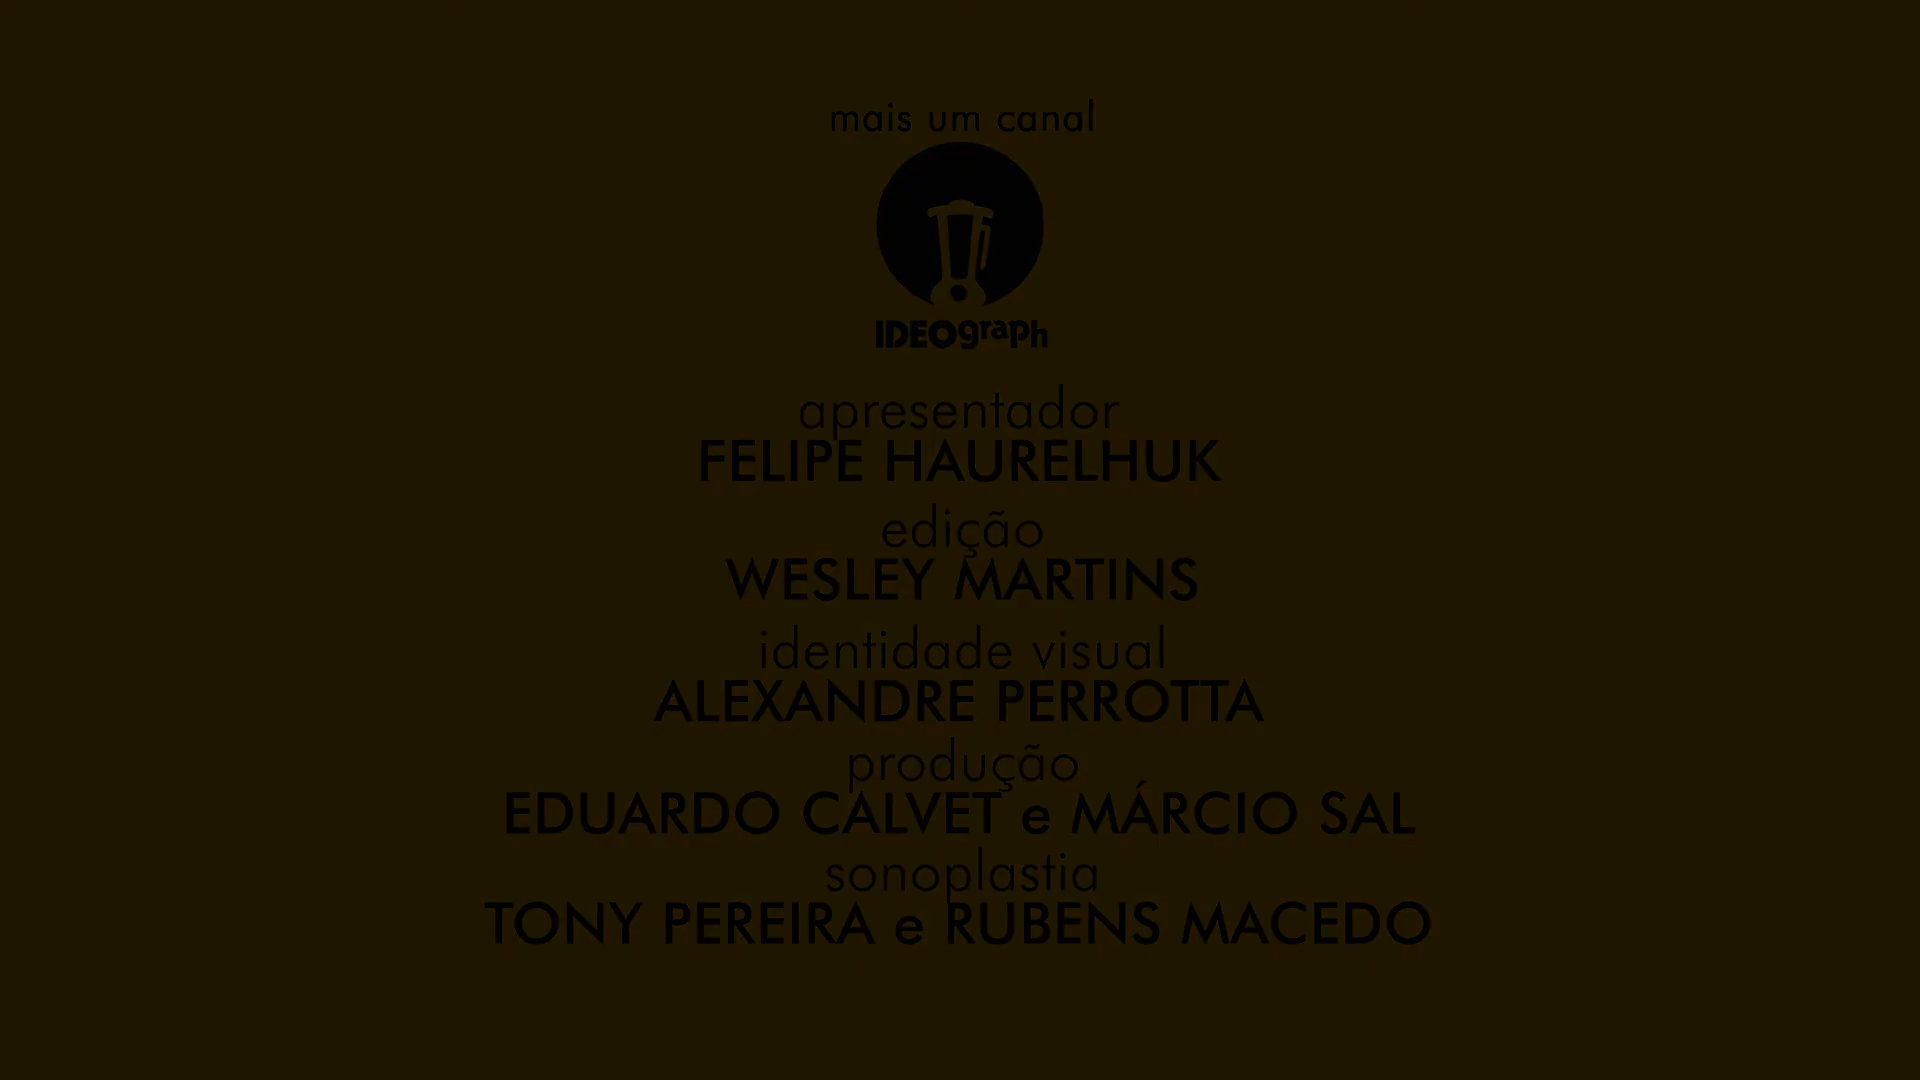 mais um canal
IDEOgraph
apresentador
FELIPE HAURELHUK
edição
WESLEY MARTINS
identidade visual
ALEXANDRE PERROTTA
produção
EDUARDO CALVET e MÁRCIO SAL
sonoplastia
TONY PEREIRA e RUBENS MACEDO